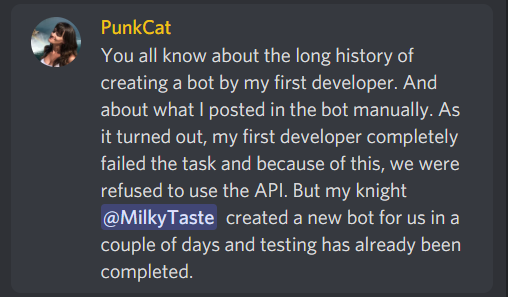 PunkCat
You all know about the long history of
creating a bot by my first developer. And
about what I posted in the bot manually. As
it turned out, my first developer completely
failed the task and because of this, we were
refused to use the API. But my knight
@MilkyTaste created a new bot for us in a
couple of days and testing has already been
completed.